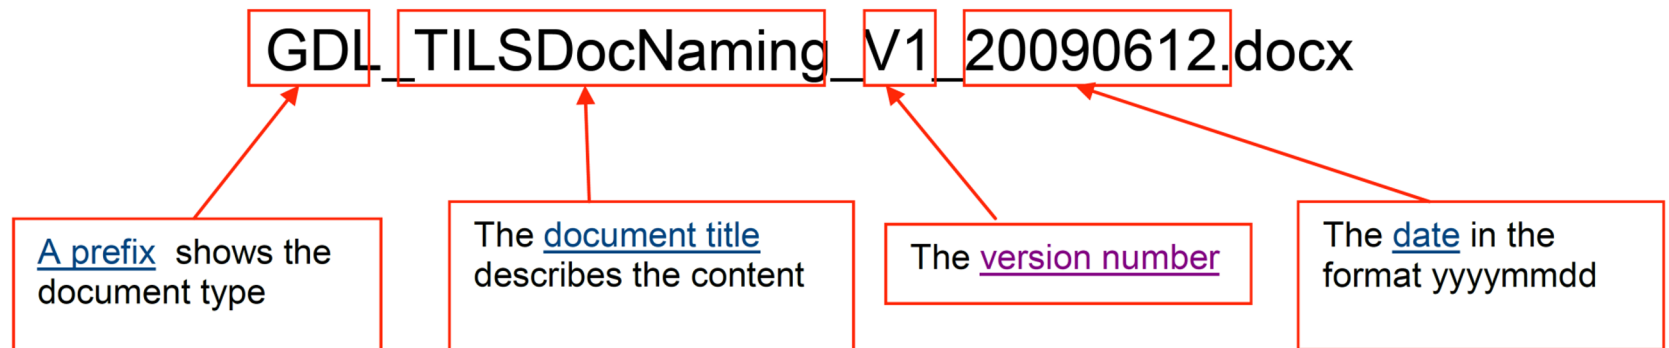 GDL_TILSDocNaming_V1_20090612.docx
A prefix shows the
document type
The document title
describes the content
The version number
The date in the
format yyyymmdd